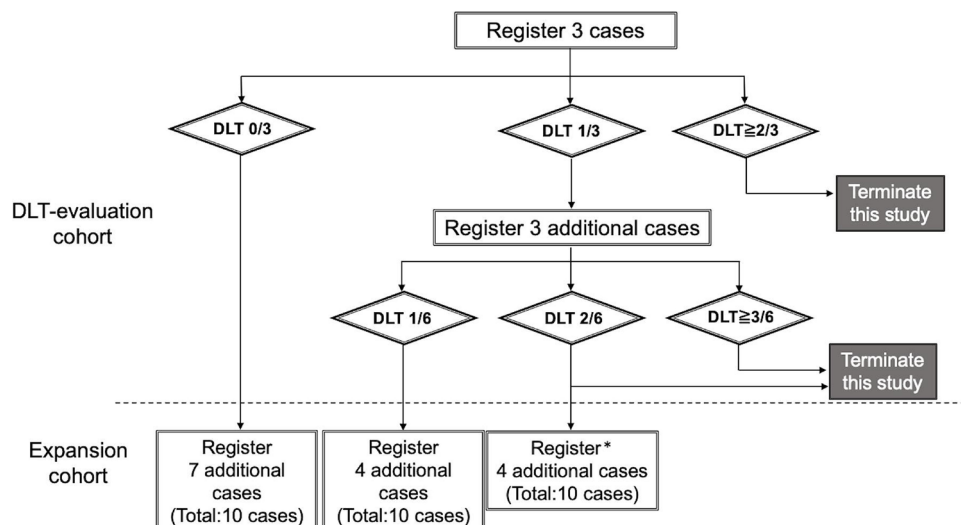 Register 3 cases
DLT 0/3
DLT 1/3
DLT≧2/3
DLT-evaluation
cohort
Terminate
this study
Register 3 additional cases
DLT 1/6
DLT 2/6
DLT≧3/6
Terminate
this study
Expansion
cohort
Register
7 additional
cases
(Total:10 cases)
Register
4 additional
cases
(Total:10 cases)
Register*
4 additional cases
(Total:10 cases)